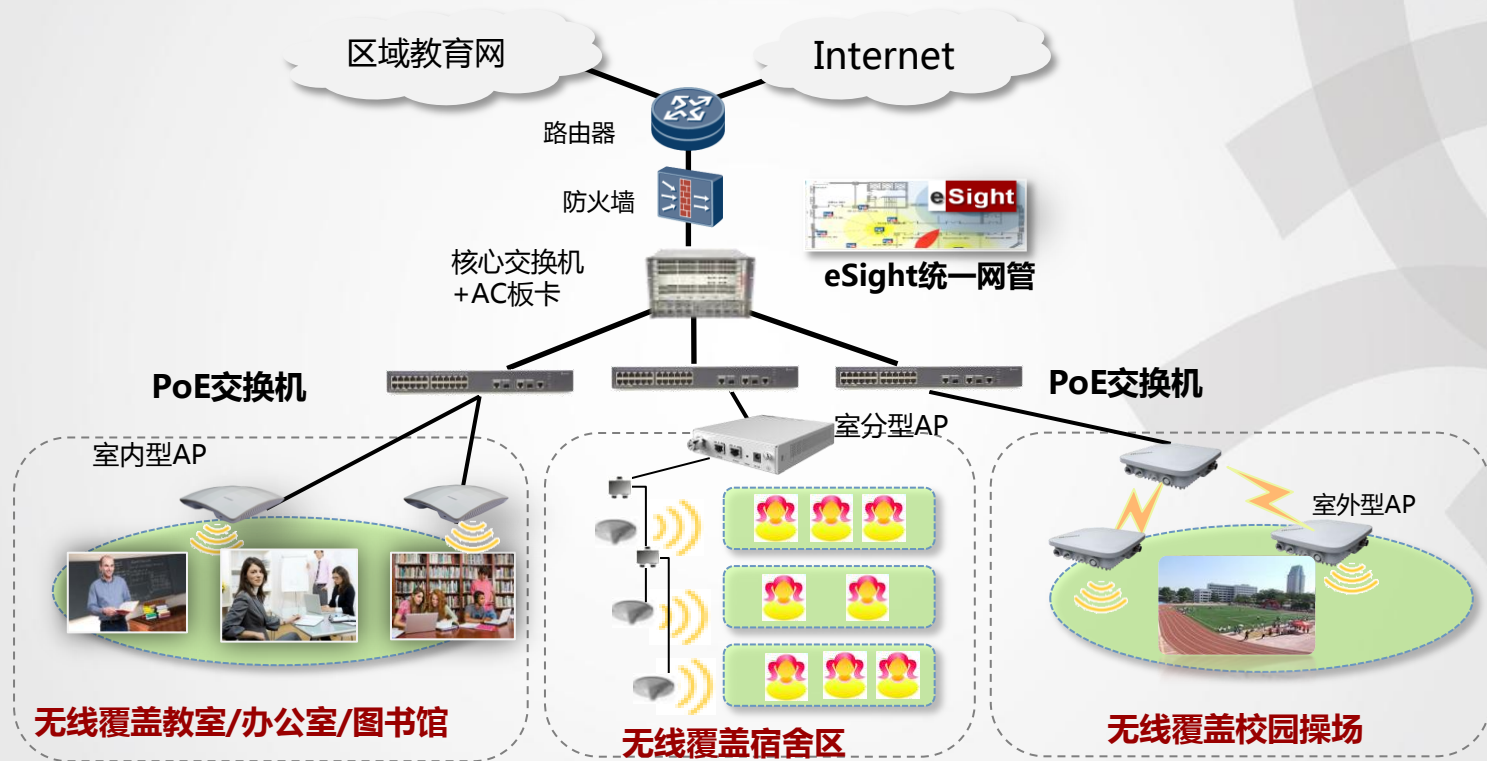 区域教育网
Internet
路由器
防火墙
eSight
核心交换机
+AC板卡
eSight统一网管
PoE交换机
PoE交换机
室内型AP
室分型AP
室外型AP
无线覆盖教室/办公室/图书馆
无线覆盖宿舍区
无线覆盖校园操场